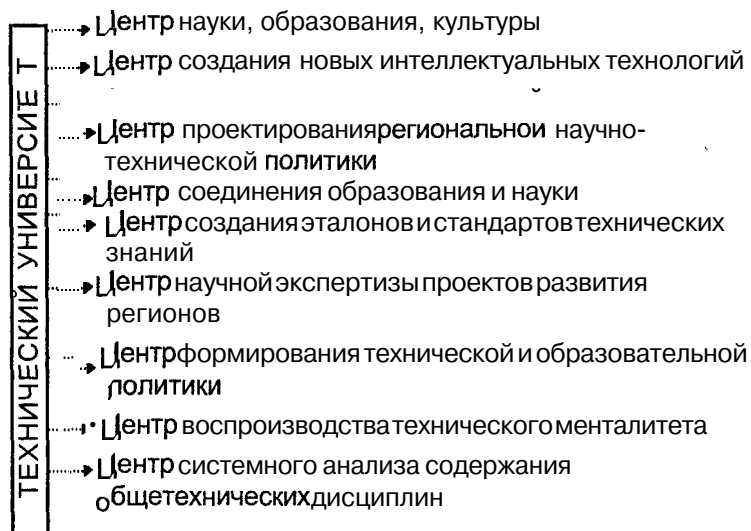 ТЕХНИЧЕСКИЙ УНИВЕРСИТЕТ
Центр науки, образования, культуры
Центр создания новых интеллектуальных технологий
Центр проектирования региональной научно-
технической политики
Центр соединения образования и науки
Центр создания эталонов и стандартов технических
знаний
Центр научной экспертизы проектов развития
регионов
Центр формирования технической и образовательной
политики
Центр воспроизводства технического менталитета
Центр системного анализа содержания
общетехнических дисциплин